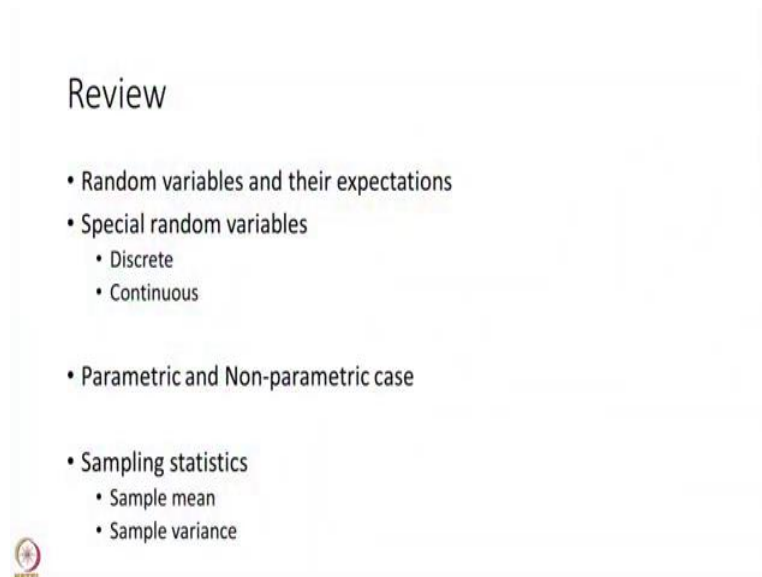 Review
• Random variables and their expectations
• Special random variables
• Discrete
• Continuous
• Parametric and Non-parametric case
• Sampling statistics
• Sample mean
• Sample variance